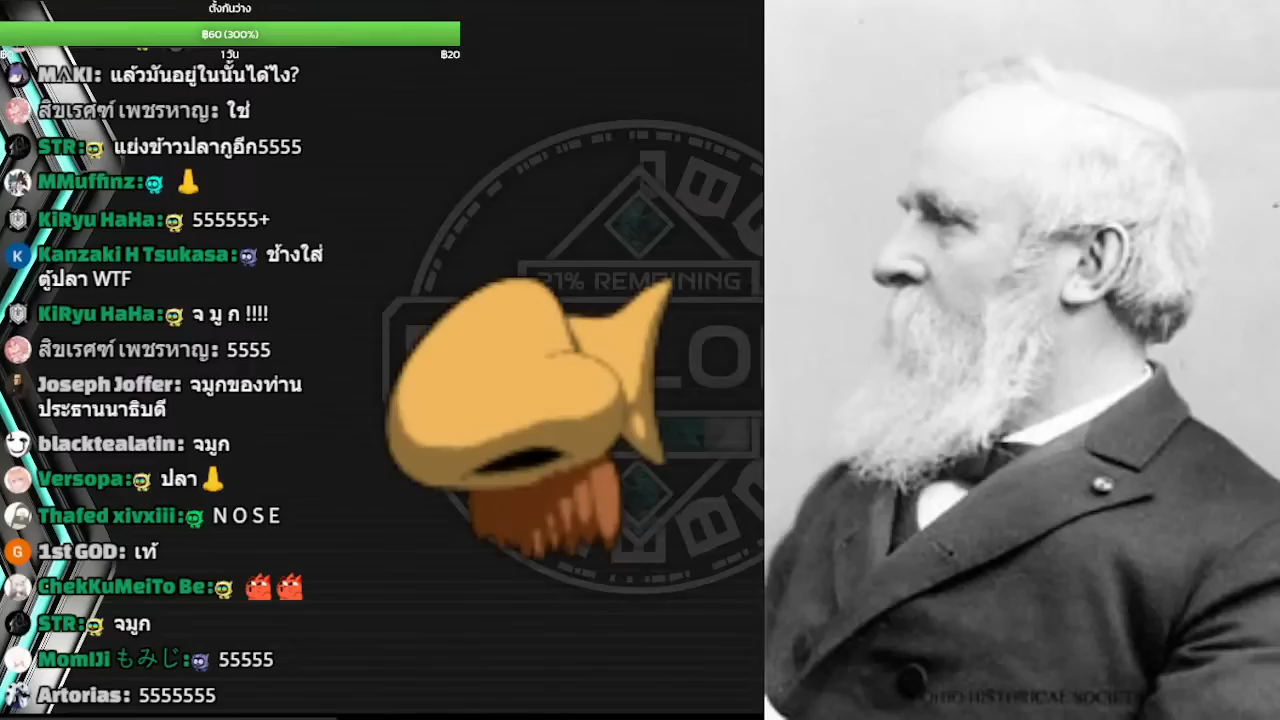 ตั้งกันว่าง
฿60 (300%)
฿0 1 วัน ฿20
MΛKI: แล้วมันอยู่ในนั้นได้ไง?
สิขเรศฑ์ เพชรหาญ: ใช่
STR: แย่งข้าวปลากูอีก5555
MMuffinz:
KiRyu HaHa: 555555+
Kanzaki H Tsukasa: ช้างใส่
ตู้ปลา WTF
KiRyu HaHa: จ มู ก !!!!
สิขเรศฑ์ เพชรหาญ: 5555
Joseph Joffer: จมูกของท่าน
ประธานนาธิบดี
blacktealatin: จมูก
Versopa: ปลา
Thafed xivxiii: N O S E
1st GOD: เท้
ChekKuMeiTo Be:
STR: จมูก
MomIJi もみじ: 55555
Artorias: 5555555
21% REMAINING
OHIO HISTORICAL SOCIETY